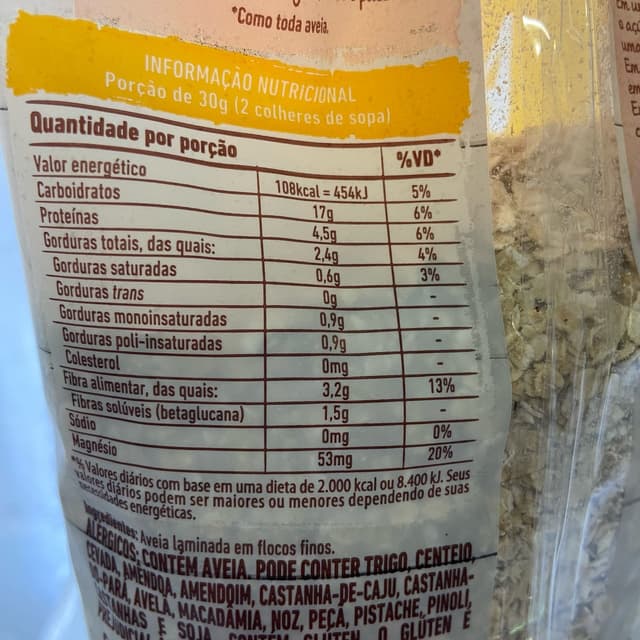 *Como toda aveia,
INFORMAÇÃO NUTRICIONAL
Porção de 30g (2 colheres de sopa)
Quantidade por porção %VD*
Valor energético 108kcal = 454kJ 5%
Carboidratos 17g 6%
Proteínas 4,5g 6%
Gorduras totais, das quais: 2,4g 4%
Gorduras saturadas 0,6g 3%
Gorduras trans 0g -
Gorduras monoinsaturadas 0,9g -
Gorduras poli-insaturadas 0,9g -
Colesterol 0mg -
Fibra alimentar, das quais: 3,2g 13%
Fibras solúveis (betaglucana) 1,5g -
Sódio 0mg 0%
Magnésio 53mg 20%
*% Valores diários com base em uma dieta de 2.000 kcal ou 8.400 kJ. Seus
valores diários podem ser maiores ou menores dependendo de suas
necessidades energéticas.
Ingredientes: Aveia laminada em flocos finos.
ALÉRGICOS: CONTÉM AVEIA. PODE CONTER TRIGO, CENTEIO,
CEVADA, AMÊNDOA, AMENDOIM, CASTANHA-DE-CAJU, CASTANHA-
PARÁ, AVELÃ, MACADÂMIA, NOZ, PECÃ, PISTACHE, PINOLI,
CASTANHAS E SOJA. CONTÉM GLÚTEN. O GLÚTEN É